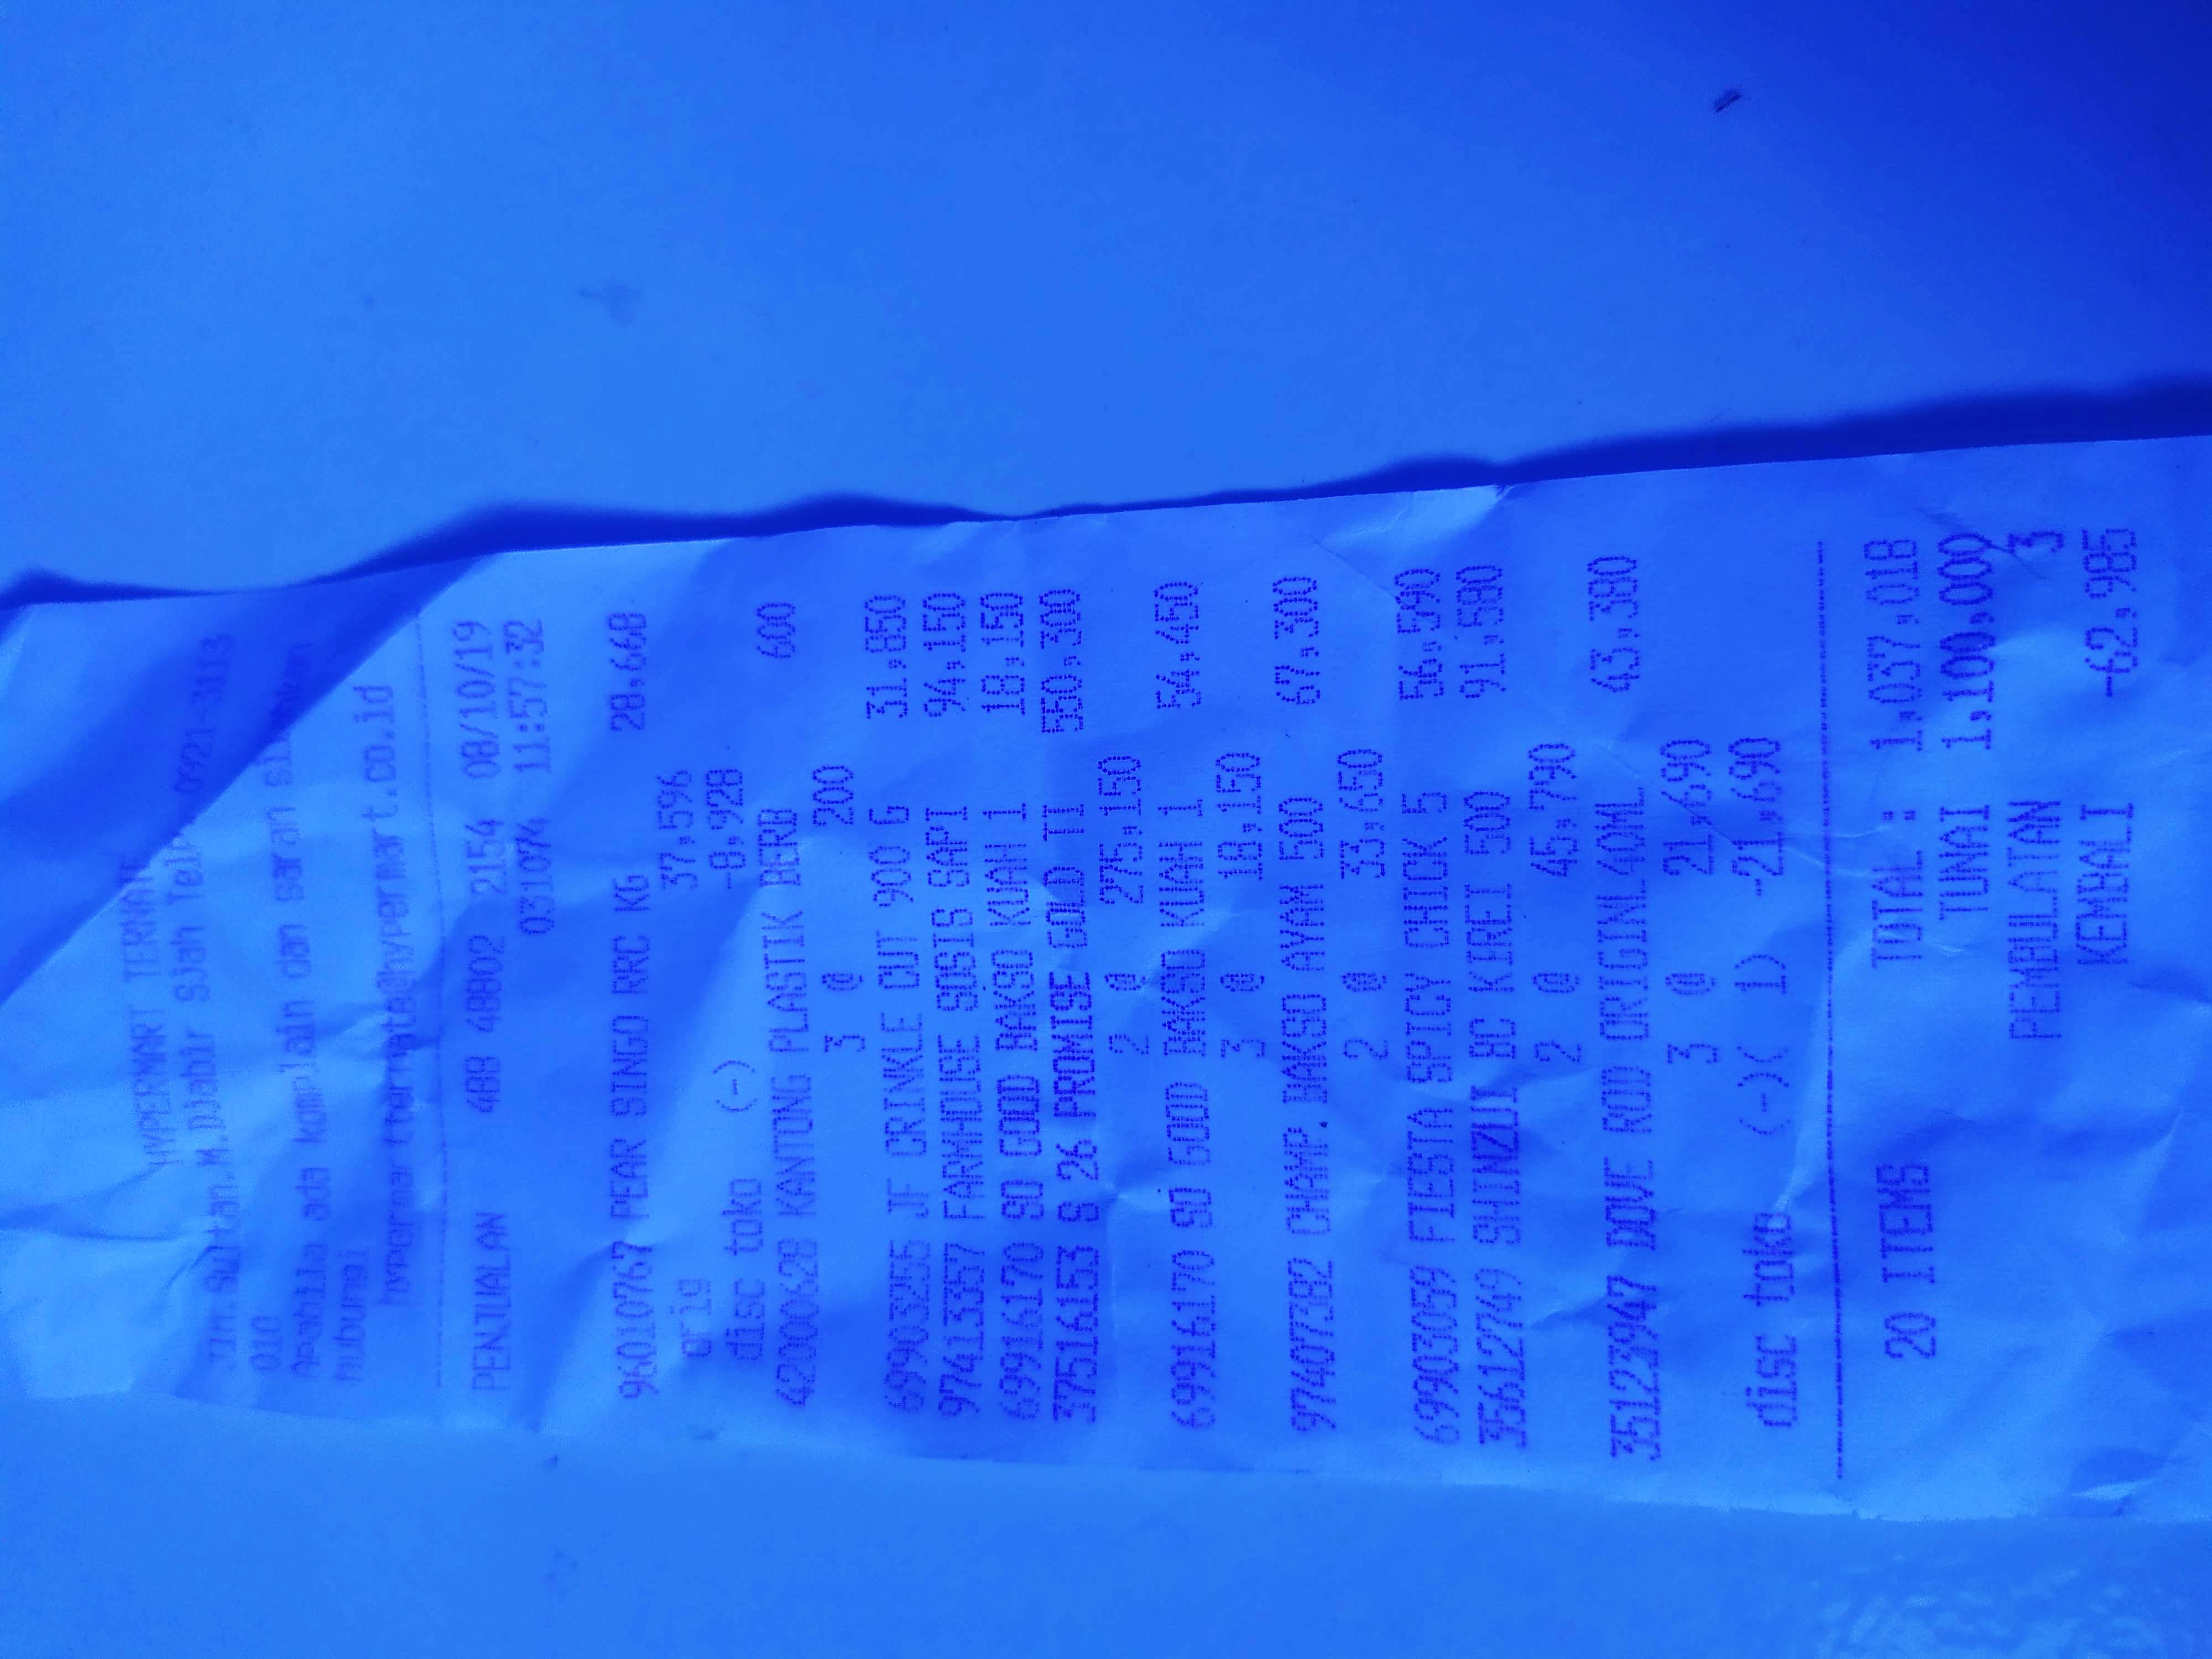 HYPERMART TERNATE
Jln.Sultan.M.Djabir Sjah Telp. 0921-3113
010
Apabila ada komplain dan saran silahkan
hubungi
hypermartternate@hypermart.co.id
PENJUALAN 488 48802 2154 08/10/19
031074 11:57:32
96010767 PEAR SINGO RRC KG 28,668
orig 37,596
disc toko (-) -8,928
42000628 KANTONG PLASTIK BERB 600
3 @ 200
69903255 JF CRINKLE CUT 900 G 31,850
97413357 FARMHOUSE SOSIS SAPI 94,150
69916170 SO GOOD BAKSO KUAH 1 18,150
37516153 S 26 PROMISE GOLD TI 550,300
2 @ 275,150
69916170 SO GOOD BAKSO KUAH 1 54,450
3 @ 18,150
97407382 CHAMP. BAKSO AYAM 500 67,300
2 @ 33,650
69903059 FIESTA SPICY CHICK 5 56,590
35612749 SHINZUI BC KIREI 500 91,580
2 @ 45,790
35123947 DOVE ROD ORIGINL 40ML 43,380
3 @ 21,690
disc toko (-)( 1) -21,690
20 ITEMS TOTAL : 1,037,018
TUNAI 1,100,000
PEMBULATAN 3
KEMBALI -62,985